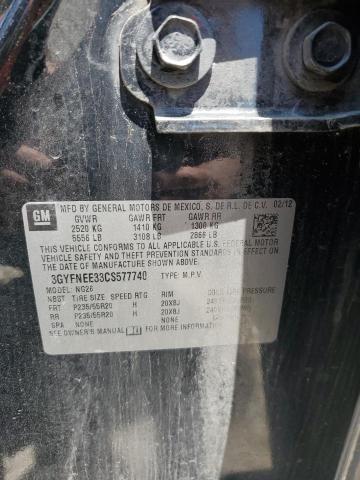 GM
MFD BY GENERAL MOTORS DE MEXICO, S. DE R.L. DE C.V. 02/12
GVWR GAWR FRT GAWR RR
2520 KG 1410 KG 1300 KG
5556 LB 3108 LB 2866 LB
THIS VEHICLE CONFORMS TO ALL APPLICABLE U.S. FEDERAL MOTOR
VEHICLE SAFETY AND THEFT PREVENTION STANDARDS IN EFFECT ON
THE DATE OF MANUFACTURE SHOWN ABOVE.
3GYFNEE33CS577740 TYPE: M.P.V.
MODEL: NG26
NBST TIRE SIZE SPEED RTG RIM COLD TIRE PRESSURE
FRT P235/55R20 H 20X8J
RR P235/55R20 H 20X8J
SPA NONE NONE
SEE OWNER'S MANUAL